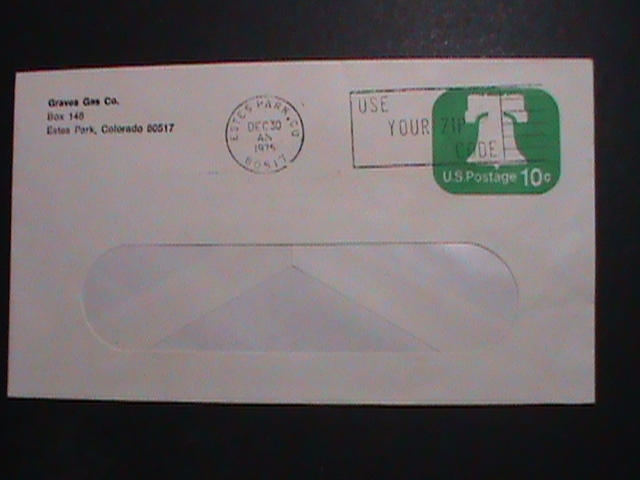 Graves Gas Co.
Box 148
Estes Park, Colorado 80517
ESTES PARK, CO
DEC 30
AM
1975
80517
USE
YOUR ZIP
CODE
U.S. Postage 10c